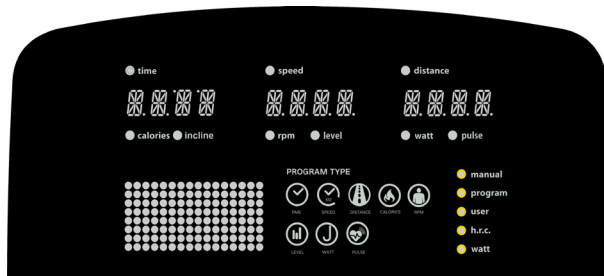 time speed distance
calories incline rpm level watt pulse
PROGRAM TYPE
TIME SPEED DISTANCE CALORIES RPM
LEVEL WATT PULSE
manual
program
user
h.r.c.
watt